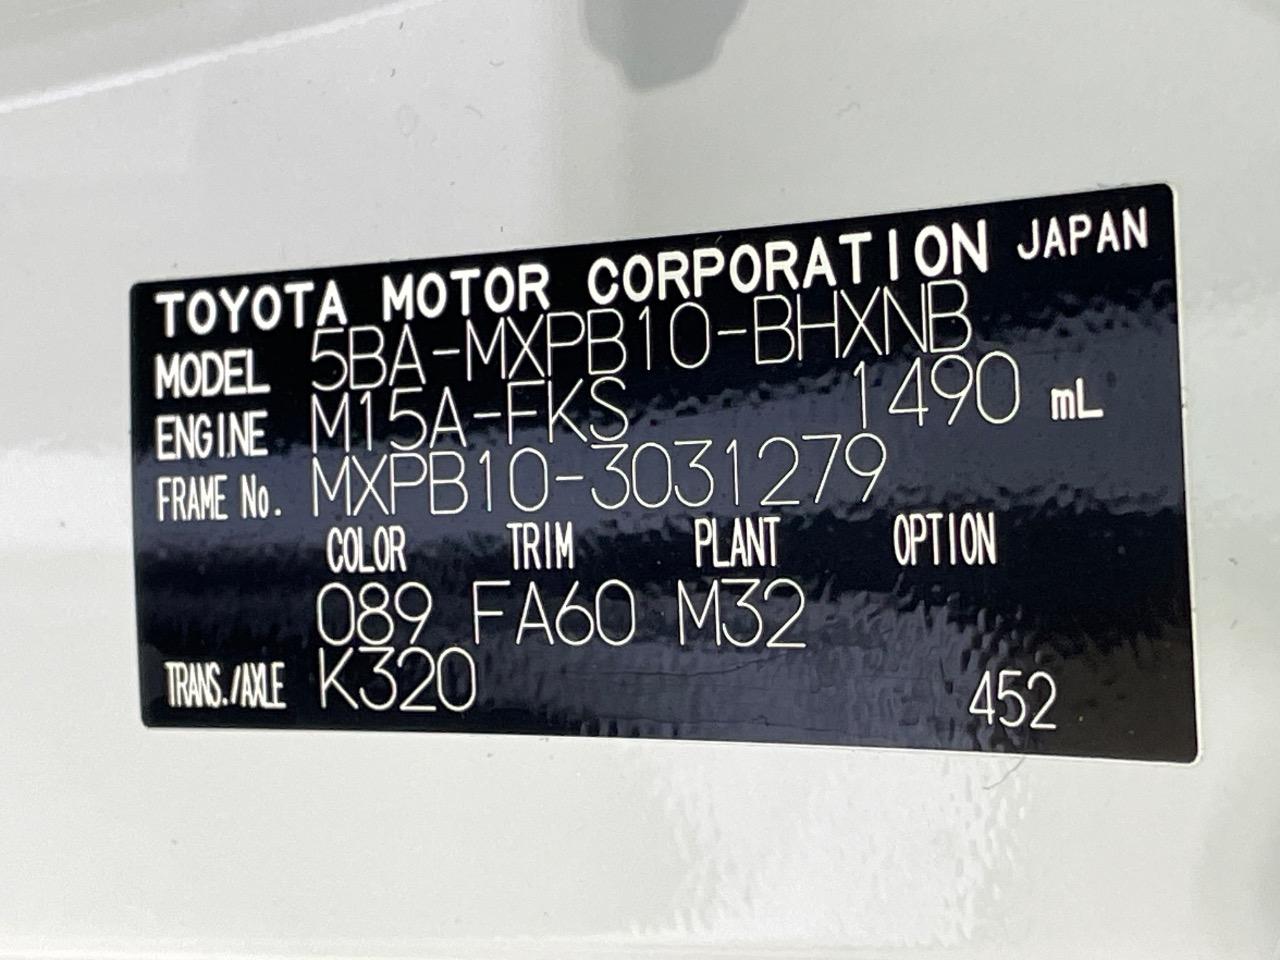 TOYOTA MOTOR CORPORATION JAPAN
MODEL 5BA-MXPB10-BHXNB
ENGINE M15A-FKS 1490 mL
FRAME No. MXPB10-3031279
COLOR TRIM PLANT OPTION
089 FA60 M32
TRANS./AXLE K320 452